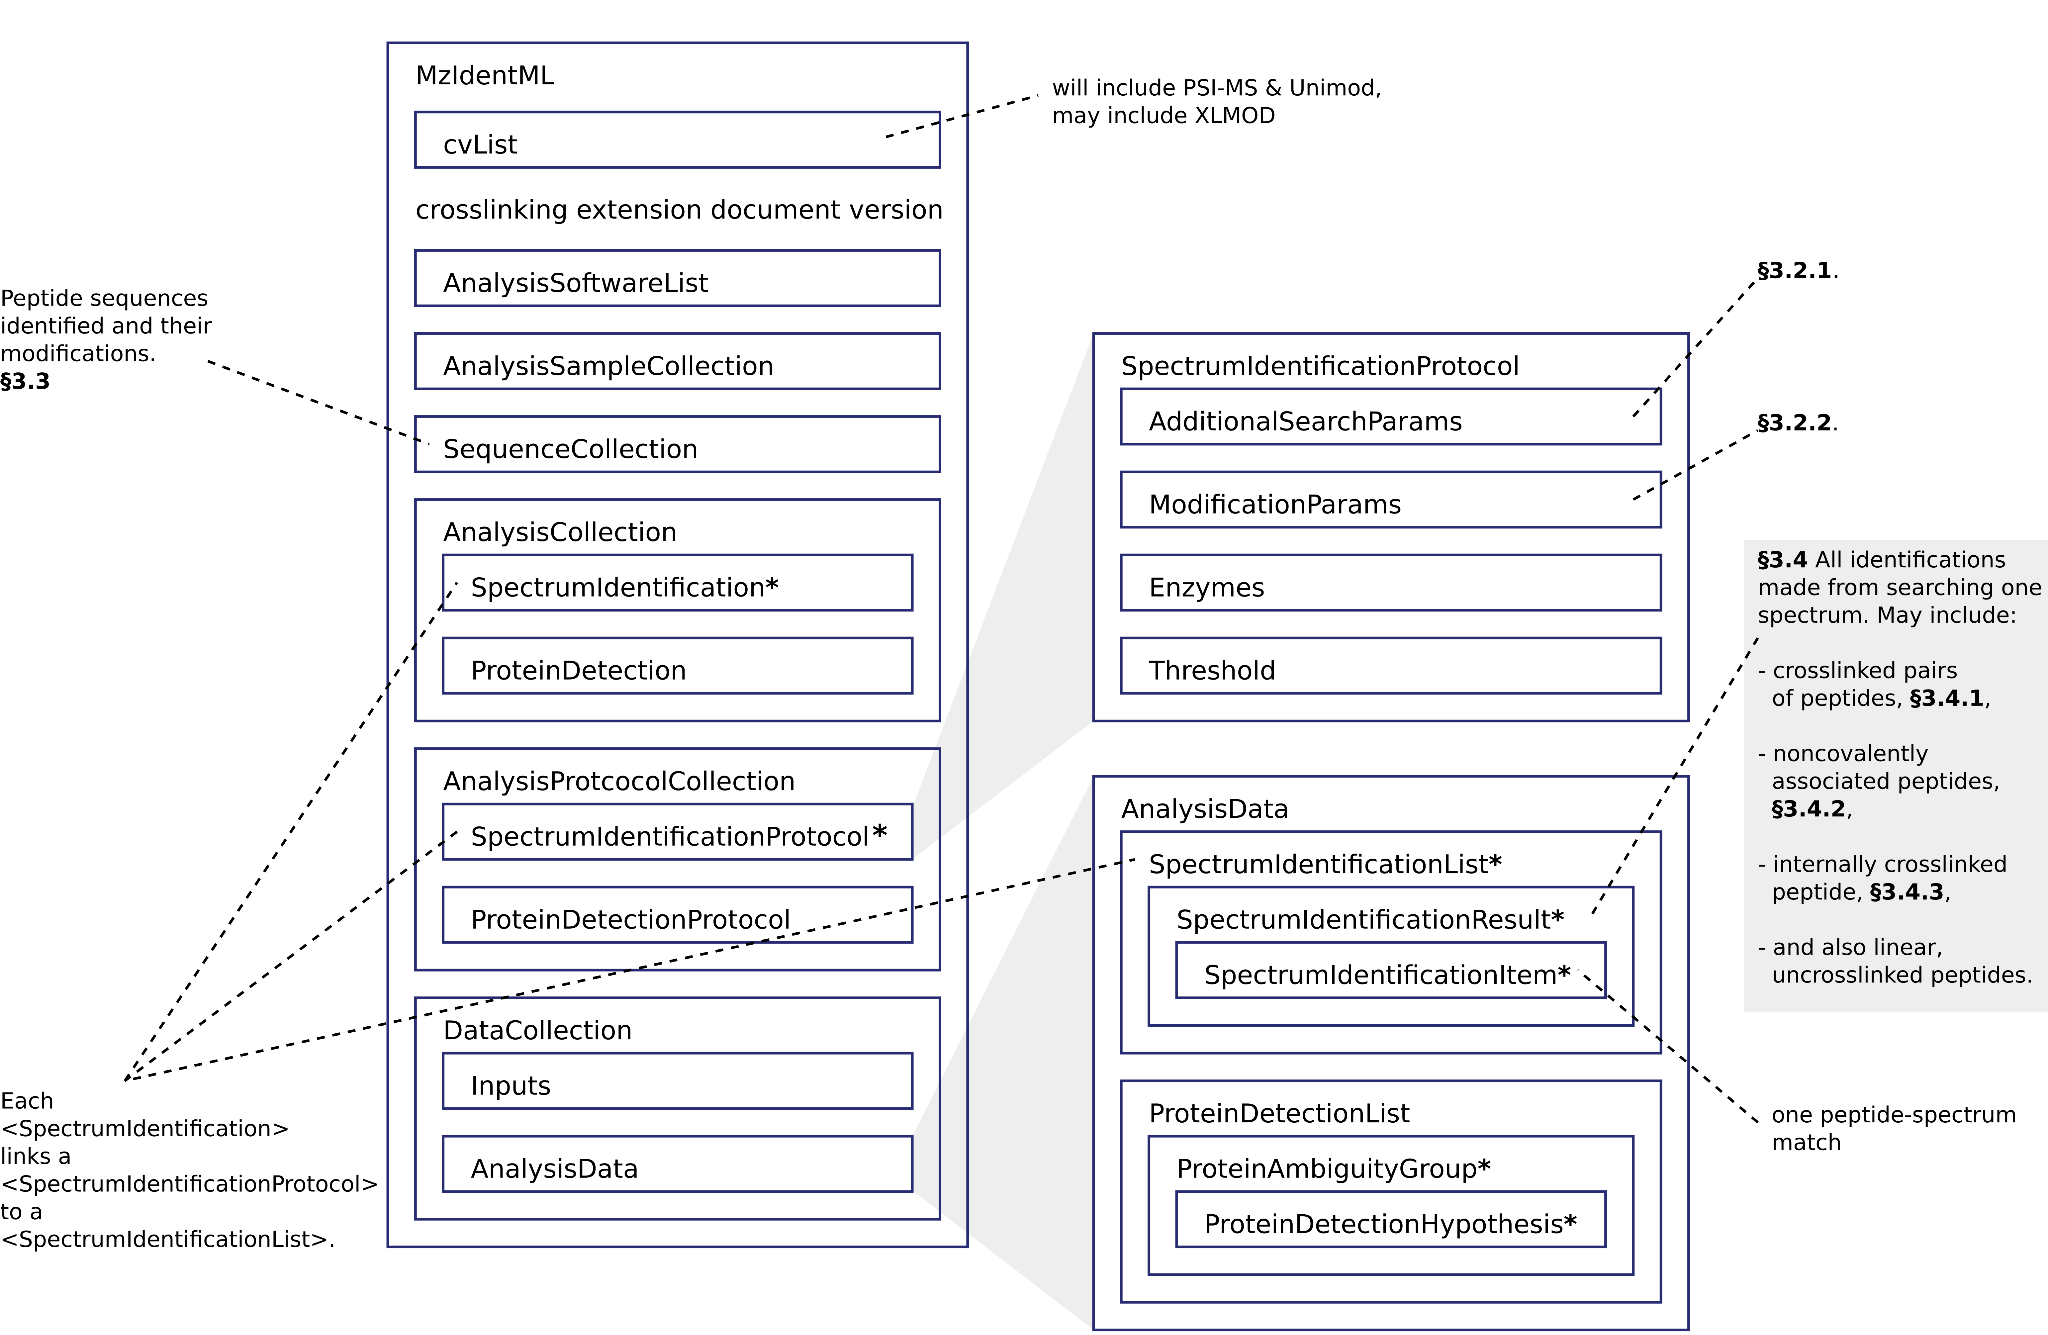 MzIdentML
cvList
crosslinking extension document version
AnalysisSoftwareList
AnalysisSampleCollection
SequenceCollection
AnalysisCollection
SpectrumIdentification*
ProteinDetection
AnalysisProtcocolCollection
SpectrumIdentificationProtocol*
ProteinDetectionProtocol
DataCollection
Inputs
AnalysisData
will include PSI-MS & Unimod,
may include XLMOD
Peptide sequences
identified and their
modifications.
§3.3
Each
<SpectrumIdentification>
links a
<SpectrumIdentificationProtocol>
to a
<SpectrumIdentificationList>.
SpectrumIdentificationProtocol
AdditionalSearchParams
ModificationParams
Enzymes
Threshold
§3.2.1.
§3.2.2.
AnalysisData
SpectrumIdentificationList*
SpectrumIdentificationResult*
SpectrumIdentificationItem*
ProteinDetectionList
ProteinAmbiguityGroup*
ProteinDetectionHypothesis*
§3.4 All identifications
made from searching one
spectrum. May include:
- crosslinked pairs
of peptides, §3.4.1,
- noncovalently
associated peptides,
§3.4.2,
- internally crosslinked
peptide, §3.4.3,
- and also linear,
uncrosslinked peptides.
one peptide-spectrum
match